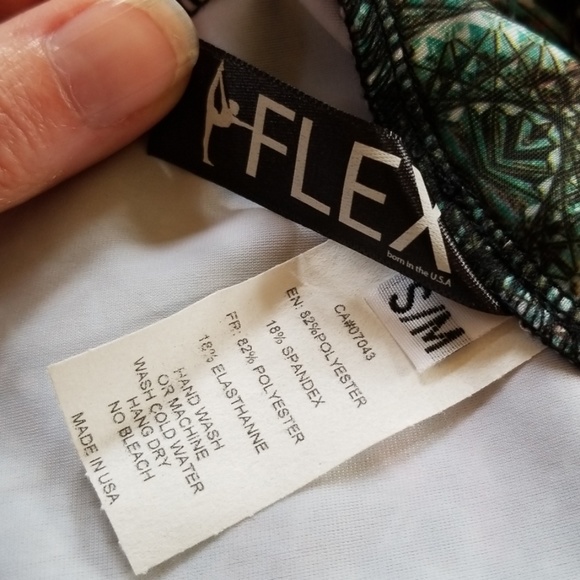 FLEX
born in the U.S.A
S/M
CA#07043
EN: 82%POLYESTER
18% SPANDEX
FR: 82% POLYESTER
18% ELASTHANNE
HAND WASH
OR MACHINE
WASH COLD WATER
HANG DRY
NO BLEACH
MADE IN USA